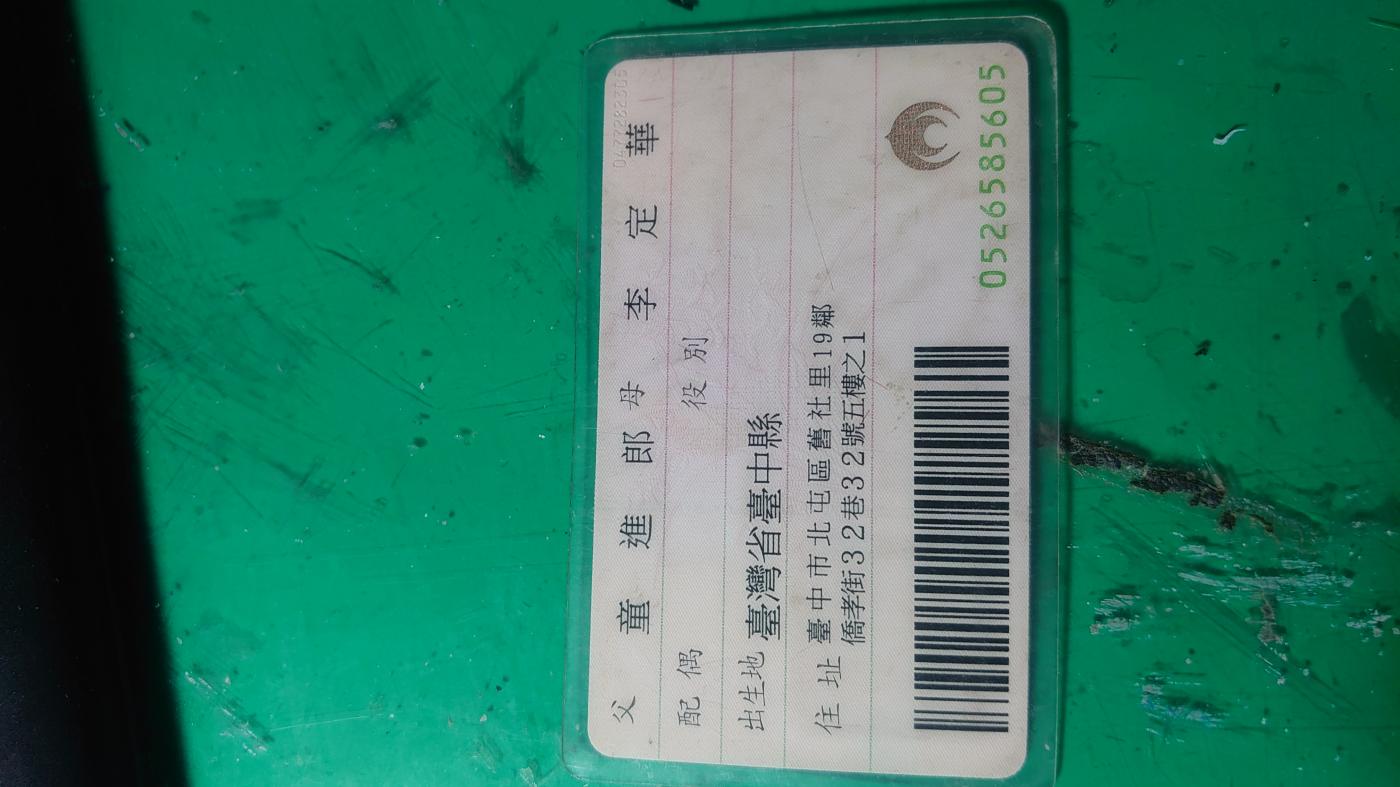 父 童進郎 母 李定華
配偶 役別
出生地 臺灣省臺中縣
住址 臺中市北屯區舊社里19鄰
僑孝街32巷32號五樓之1
0526585605